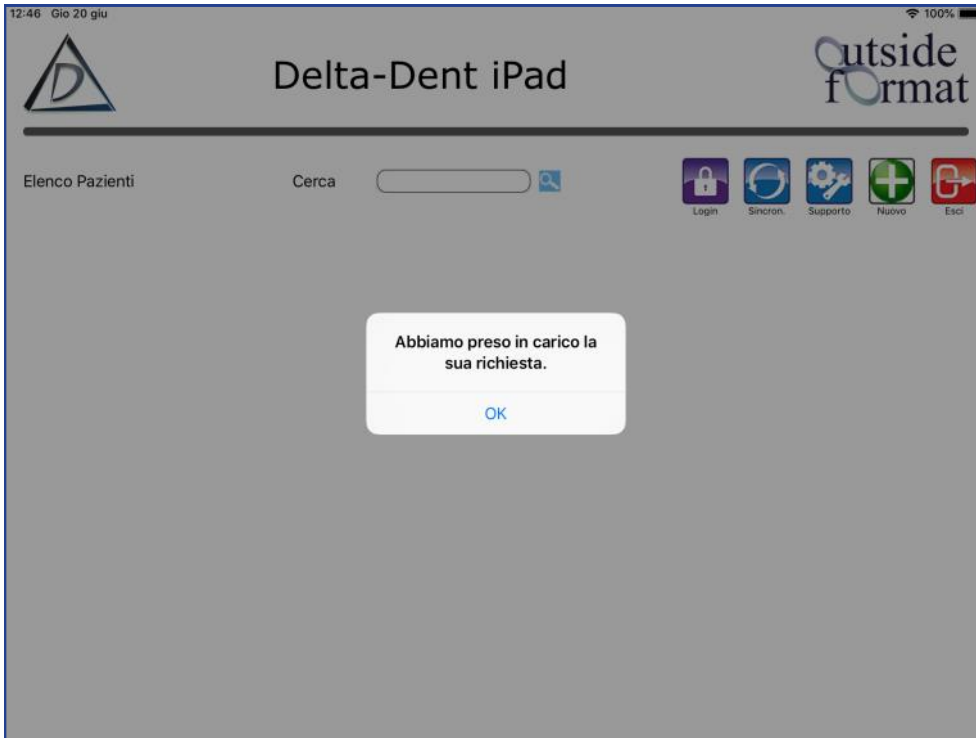 12:46 Gio 20 giu
100%
D
Delta-Dent iPad
Outside
format
Elenco Pazienti
Cerca
Login
Sincron.
Supporto
Nuovo
Esci
Abbiamo preso in carico la
sua richiesta.
OK